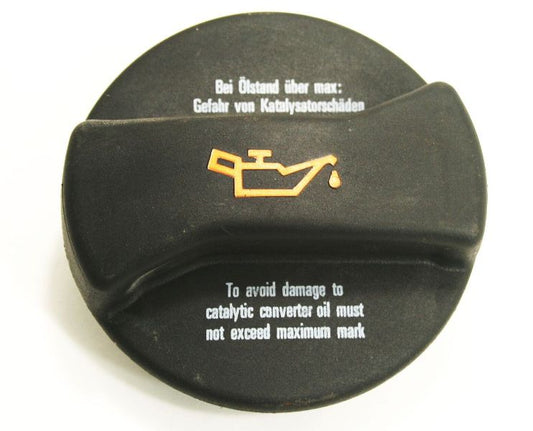 Bei Ölstand über max:
Gefahr von Katalysatorschäden
To avoid damage to
catalytic converter oil must
not exceed maximum mark